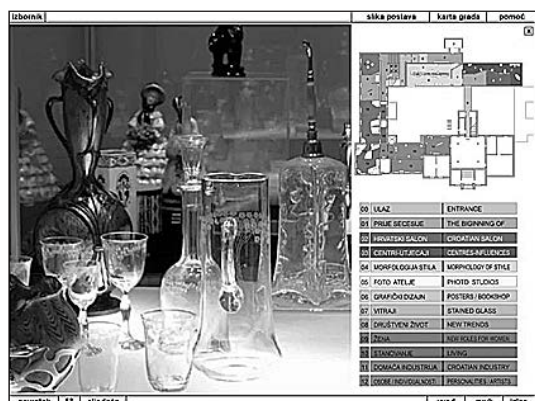 izbornik
slika postava karta grada pomoć
00 ULAZ ENTRANCE
01 PRIJE SECESIJE THE BIGINNING OF
02 HRVATSKI SALON CROATIAN SALON
03 CENTRI-UTJECAJI CENTRES-INFLUENCES
04 MORFOLOGIJA STILA MORPHOLOGY OF STYLE
05 FOTO ATELJE PHOTO STUDIOS
06 GRAFIČKI DIZAJN POSTERS / BOOKSHOP
07 VITRAJI STAINED GLASS
08 DRUŠTVENI ŽIVOT NEW TRENDS
09 ŽENA NEW ROLES FOR WOMEN
10 STANOVANJE LIVING
11 DOMAĆA INDUSTRIJA CROATIAN INDUSTRY
12 OSOBE / INDIVIDUALNOSTI PERSONALITIES / ARTISTS